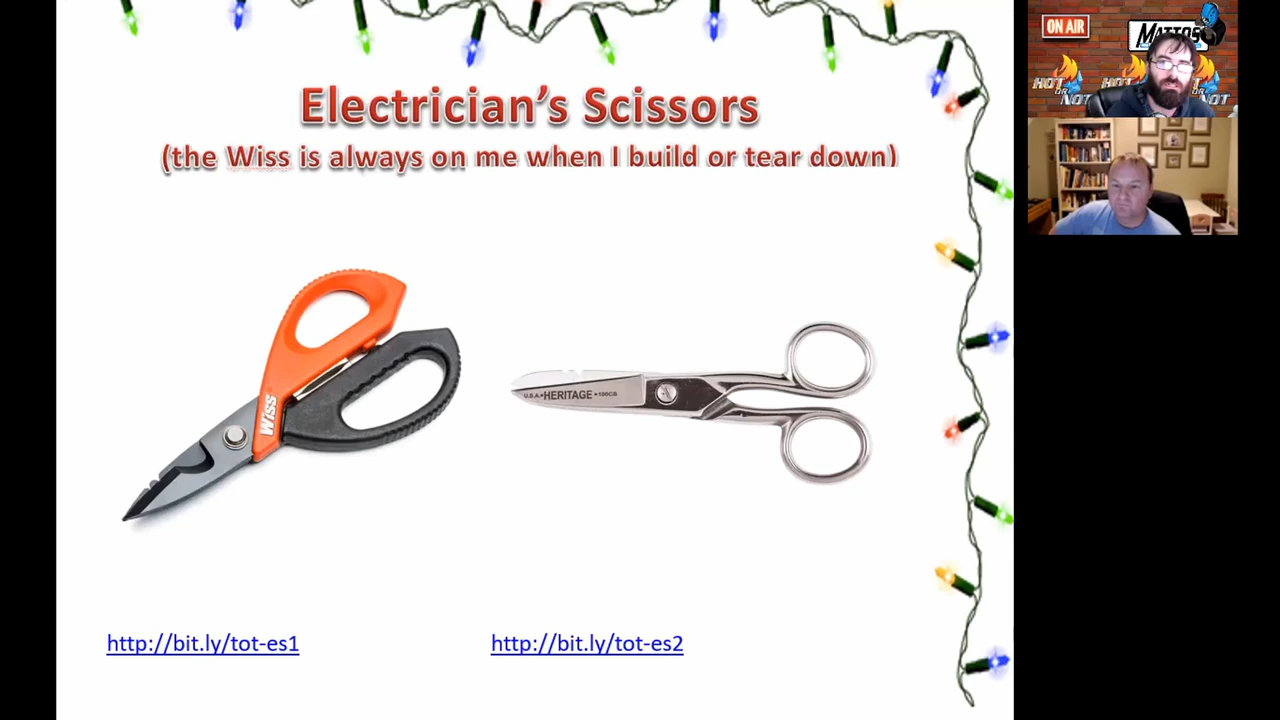 Electrician's Scissors
(the Wiss is always on me when I build or tear down)
Wiss
U.S.A. HERITAGE
http://bit.ly/tot-es1
http://bit.ly/tot-es2
ON AIR
MATTOS
HOT
OR
NOT